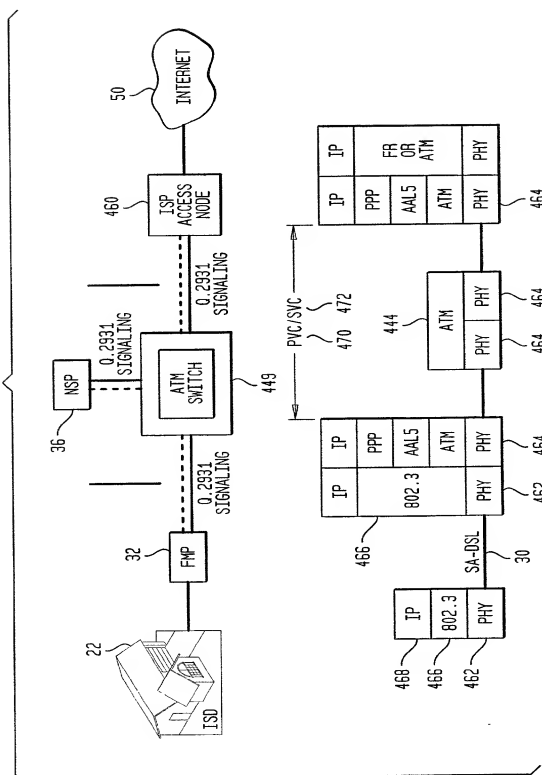 22
ISD
32
FMP
Q.2931
SIGNALING
36
NSP
Q.2931
SIGNALING
ATM
SWITCH
449
Q.2931
SIGNALING
460
ISP
ACCESS
NODE
50
INTERNET
468
IP
466
802.3
462
PHY
SA-DSL
30
466
IP
802.3
PHY
462
IP
PPP
AAL5
ATM
PHY
464
PVC/SVC
470
472
444
ATM
PHY
PHY
464
464
IP
PPP
AAL5
ATM
PHY
464
IP
FR
OR
ATM
PHY
464